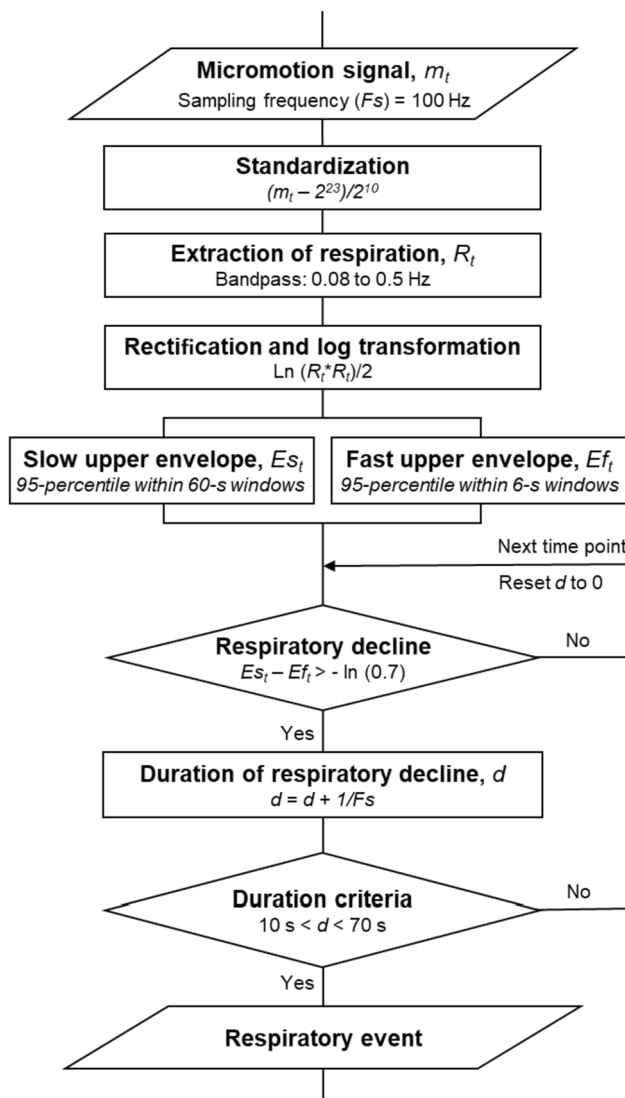 Micromotion signal, mₜ
Sampling frequency (Fs) = 100 Hz
Standardization
(mₜ – 2²³)/2¹⁰
Extraction of respiration, Rₜ
Bandpass: 0.08 to 0.5 Hz
Rectification and log transformation
Ln (Rₜ*Rₜ)/2
Slow upper envelope, Esₜ
95-percentile within 60-s windows
Fast upper envelope, Efₜ
95-percentile within 6-s windows
Next time point
Reset d to 0
Respiratory decline
Esₜ – Efₜ > - ln (0.7)
No
Yes
Duration of respiratory decline, d
d = d + 1/Fs
Duration criteria
10 s < d < 70 s
No
Yes
Respiratory event